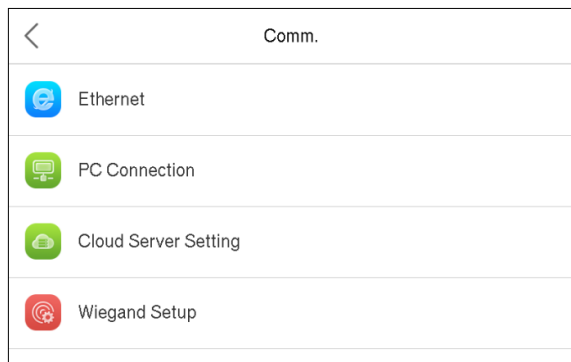 Comm.
Ethernet
PC Connection
Cloud Server Setting
Wiegand Setup